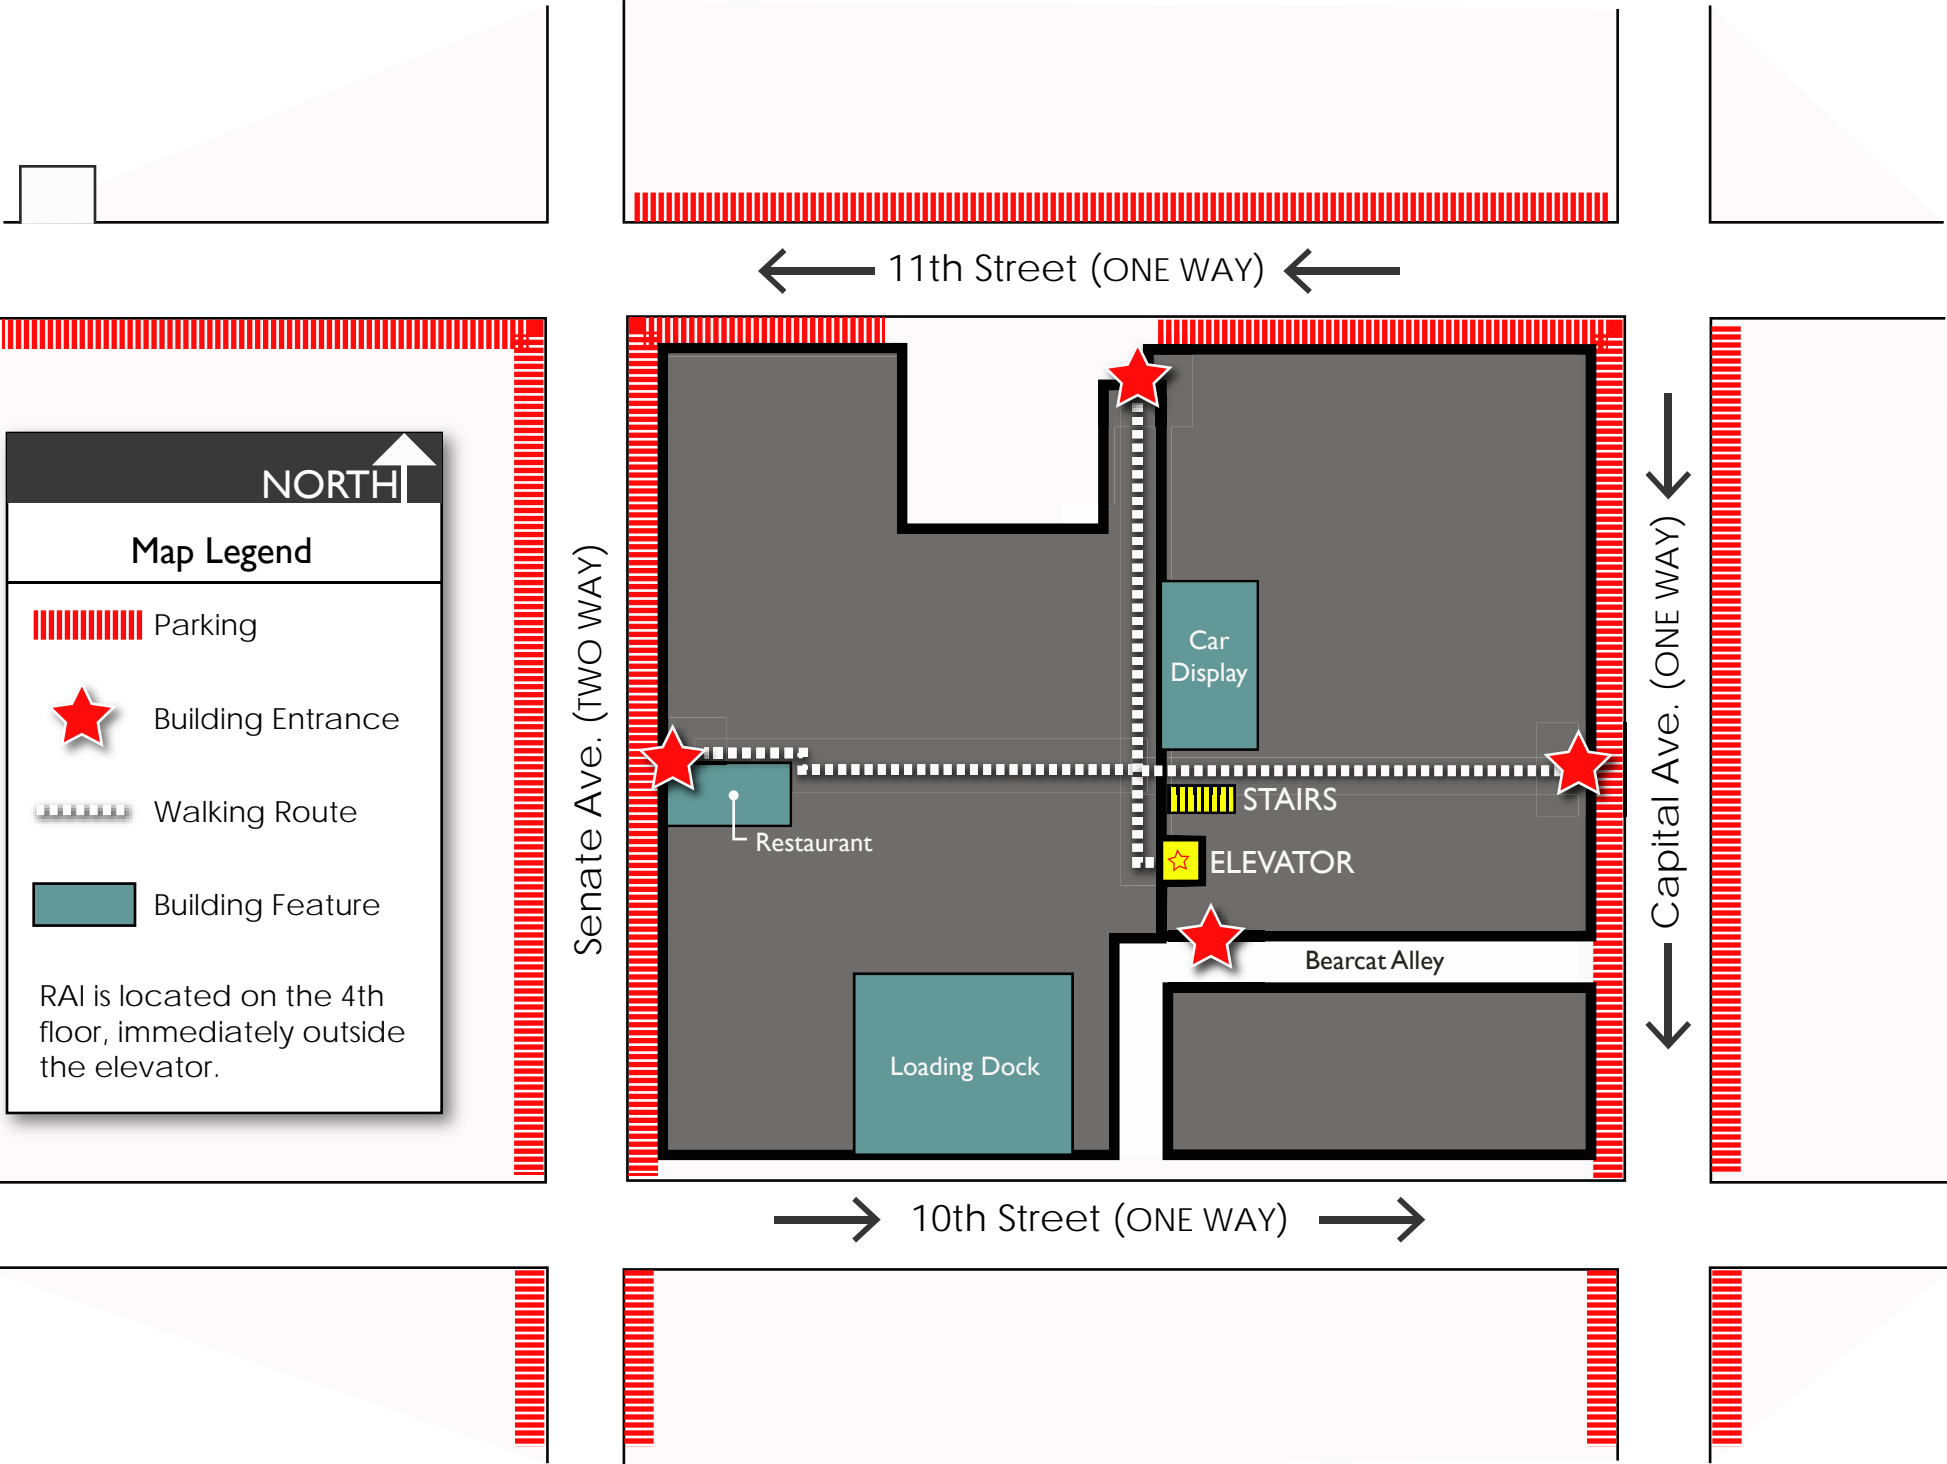 11th Street (ONE WAY)
NORTH
Map Legend
Parking
Building Entrance
Walking Route
Building Feature
RAI is located on the 4th
floor, immediately outside
the elevator.
Senate Ave. (TWO WAY)
Car
Display
STAIRS
Restaurant
ELEVATOR
Bearcat Alley
Loading Dock
Capital Ave. (ONE WAY)
10th Street (ONE WAY)